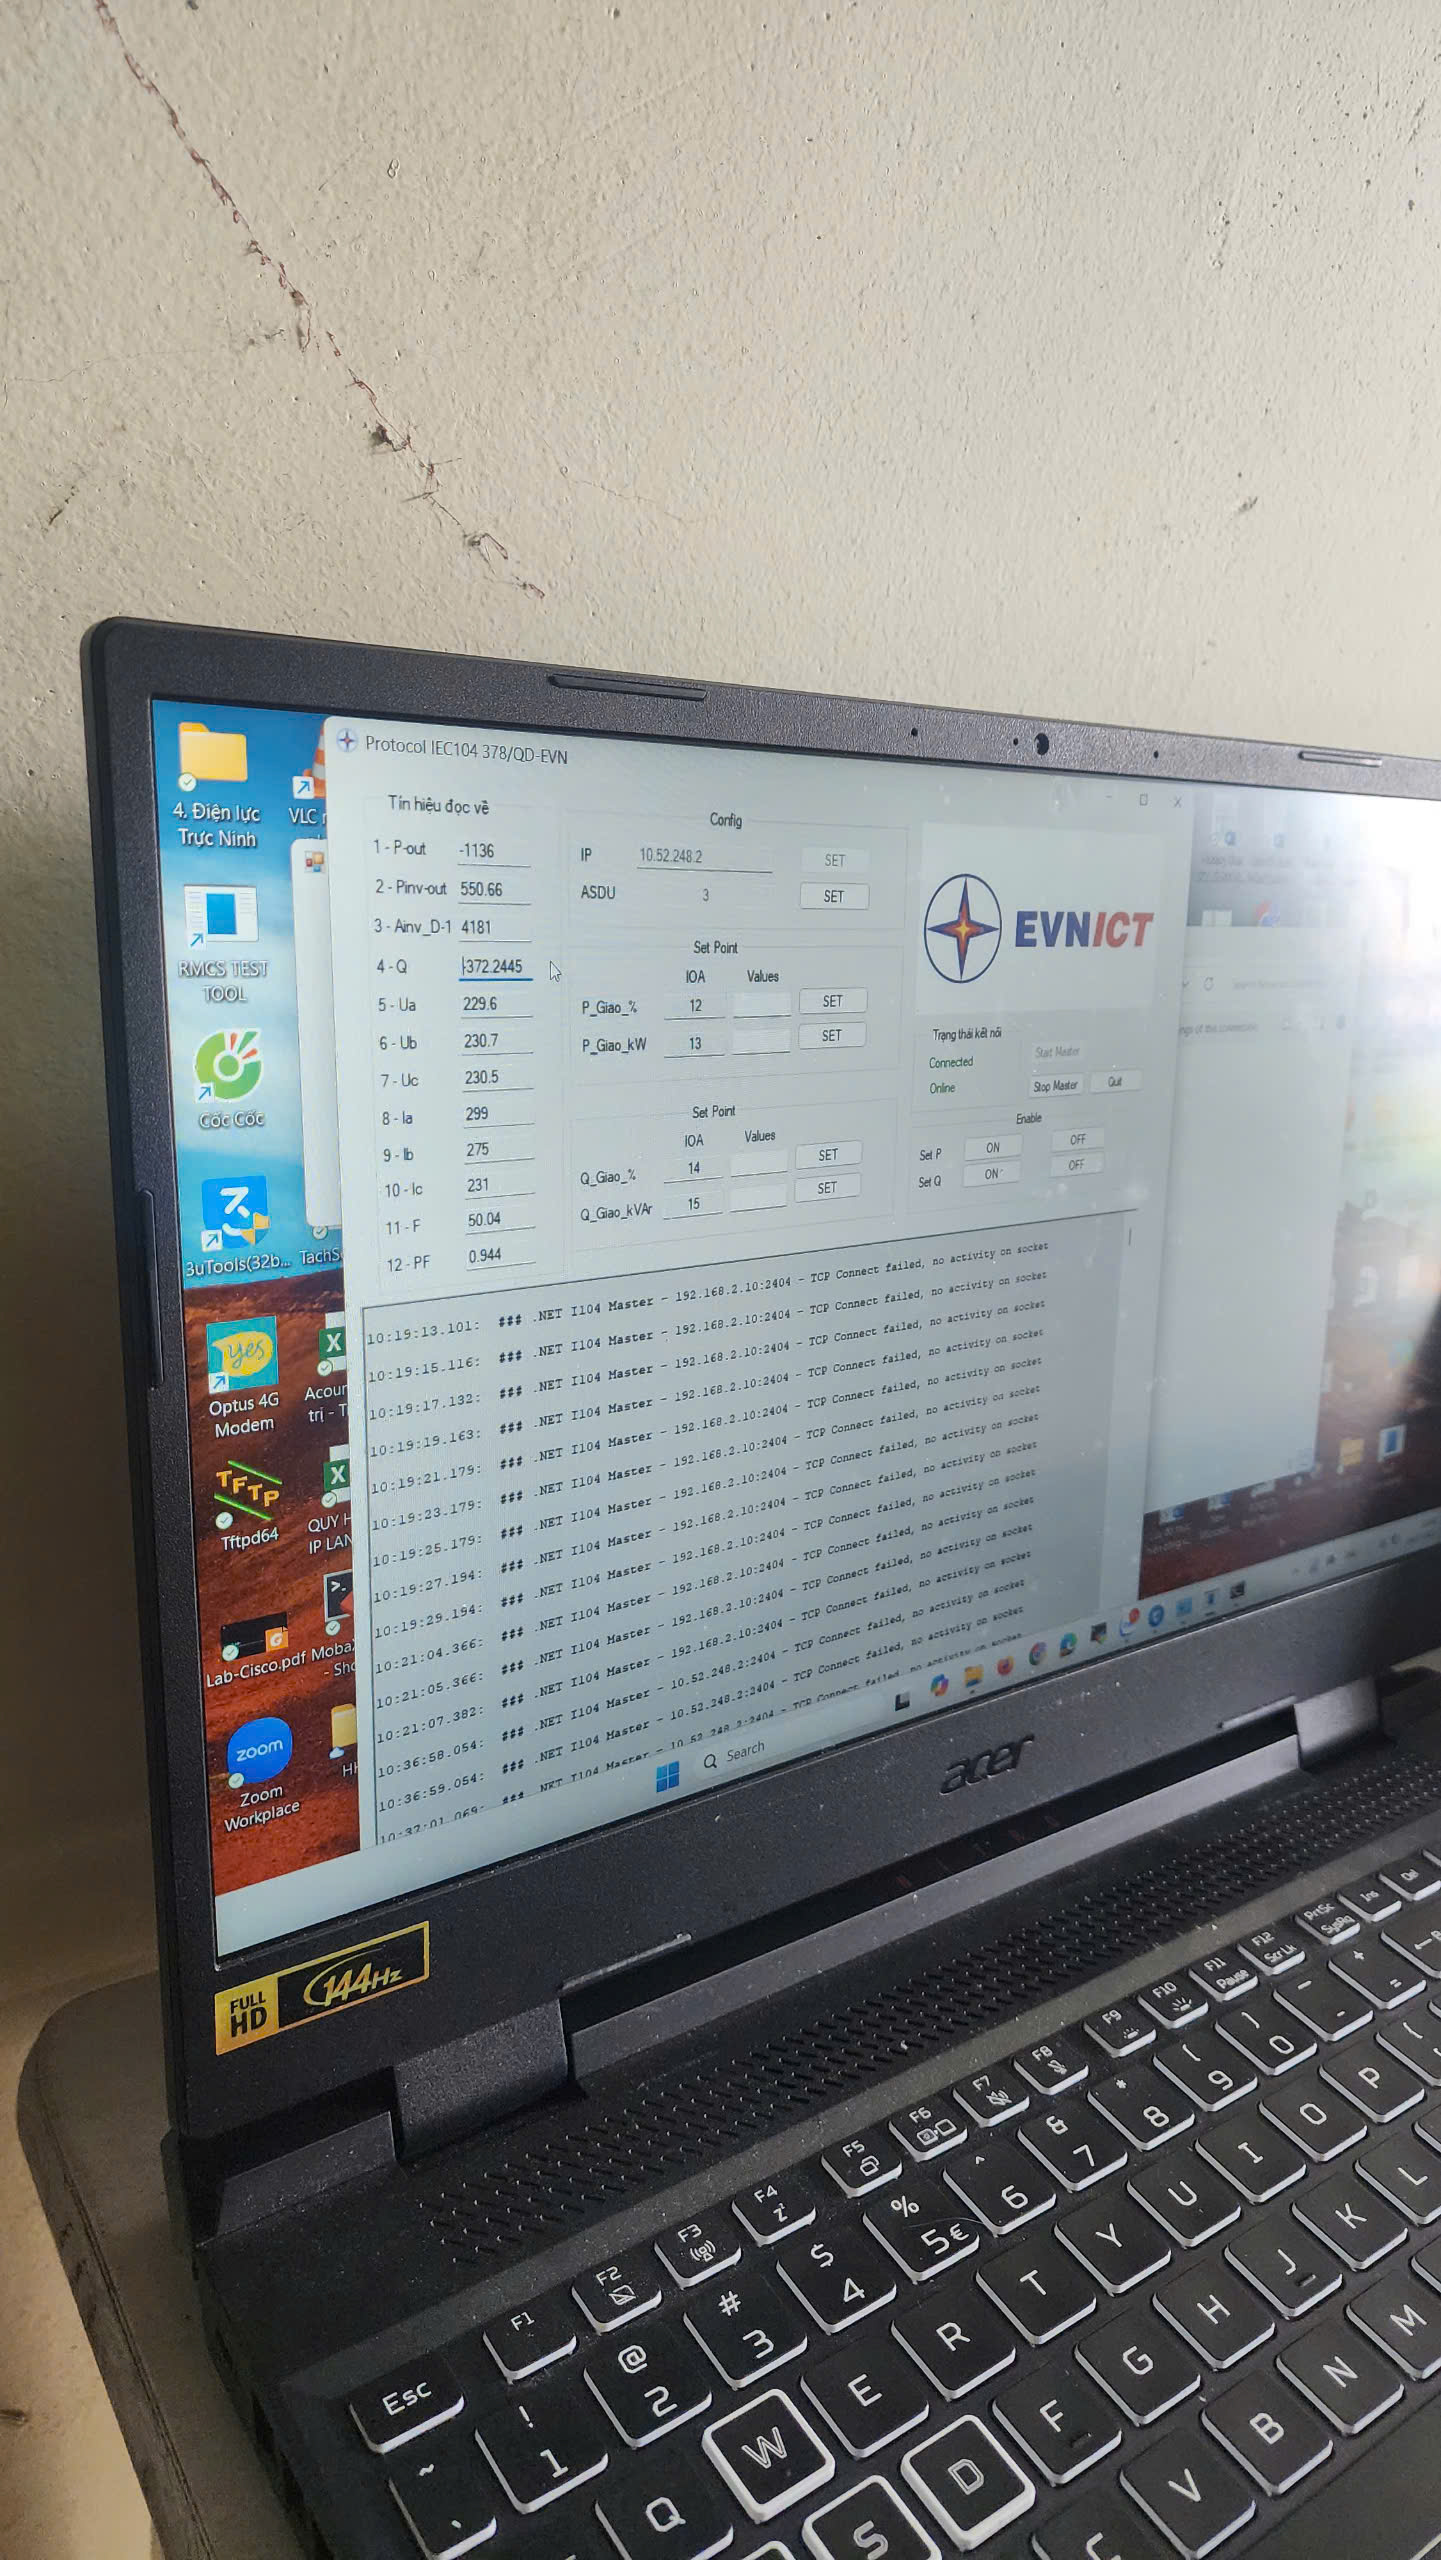 4. Điện lực
Trực Ninh
VLC
RMCS TEST
TOOL
Cốc Cốc
3uTools(32b...
TachS
yes
Optus 4G
Modem
Acour
trị - T
TFTP
Tftpd64
QUY H
IP LAN
Lab-Cisco.pdf
Moba
- Sho
zoom
Zoom
Workplace
HH
Protocol IEC104 378/QD-EVN
Tín hiệu đọc về
1 - P-out -1136
2 - Pinv-out 550.66
3 - Ainv_D-1 4181
4 - Q -372.2445
5 - Ua 229.6
6 - Ub 230.7
7 - Uc 230.5
8 - Ia 299
9 - Ib 275
10 - Ic 231
11 - F 50.04
12 - PF 0.944
Config
IP 10.52.248.2 SET
ASDU 3 SET
Set Point
IOA Values
P_Giao_% 12 SET
P_Giao_kW 13 SET
Set Point
IOA Values
Q_Giao_% 14 SET
Q_Giao_kVAr 15 SET
EVNICT
Trạng thái kết nối
Connected Start Master
Online Stop Master Quit
Enable
Set P ON OFF
Set Q ON OFF
10:19:13.101: ### .NET I104 Master - 192.168.2.10:2404 - TCP Connect failed, no activity on socket
10:19:15.116: ### .NET I104 Master - 192.168.2.10:2404 - TCP Connect failed, no activity on socket
10:19:17.132: ### .NET I104 Master - 192.168.2.10:2404 - TCP Connect failed, no activity on socket
10:19:19.163: ### .NET I104 Master - 192.168.2.10:2404 - TCP Connect failed, no activity on socket
10:19:21.179: ### .NET I104 Master - 192.168.2.10:2404 - TCP Connect failed, no activity on socket
10:19:23.179: ### .NET I104 Master - 192.168.2.10:2404 - TCP Connect failed, no activity on socket
10:19:25.179: ### .NET I104 Master - 192.168.2.10:2404 - TCP Connect failed, no activity on socket
10:19:27.194: ### .NET I104 Master - 192.168.2.10:2404 - TCP Connect failed, no activity on socket
10:19:29.194: ### .NET I104 Master - 192.168.2.10:2404 - TCP Connect failed, no activity on socket
10:21:04.366: ### .NET I104 Master - 192.168.2.10:2404 - TCP Connect failed, no activity on socket
10:21:05.366: ### .NET I104 Master - 192.168.2.10:2404 - TCP Connect failed, no activity on socket
10:21:07.382: ### .NET I104 Master - 192.168.2.10:2404 - TCP Connect failed, no activity on socket
10:36:58.054: ### .NET I104 Master - 10.52.248.2:2404 - TCP Connect failed, no activity on socket
10:36:59.054: ### .NET I104 Master - 10.52.248.2:2404 - TCP Connect failed, no activity on socket
10:37:01.069: ### .NET I104 Master - 10.52.248.2:2404 - TCP Connect failed, no activity on socket
Search
acer
FULL
HD
144Hz
Esc F1 F2 F3 F4 F5 F6 F7 F8 F9 F10 F11 Pause F12 Scr Lk PrtSc SysRq Ins Del
~ ` ! 1 @ 2 # 3 $ 4 % 5 € ^ 6 & 7 * 8 ( 9 ) 0 - + =
Q W E R T Y U I O P
S D F G H J K L
C V B N M